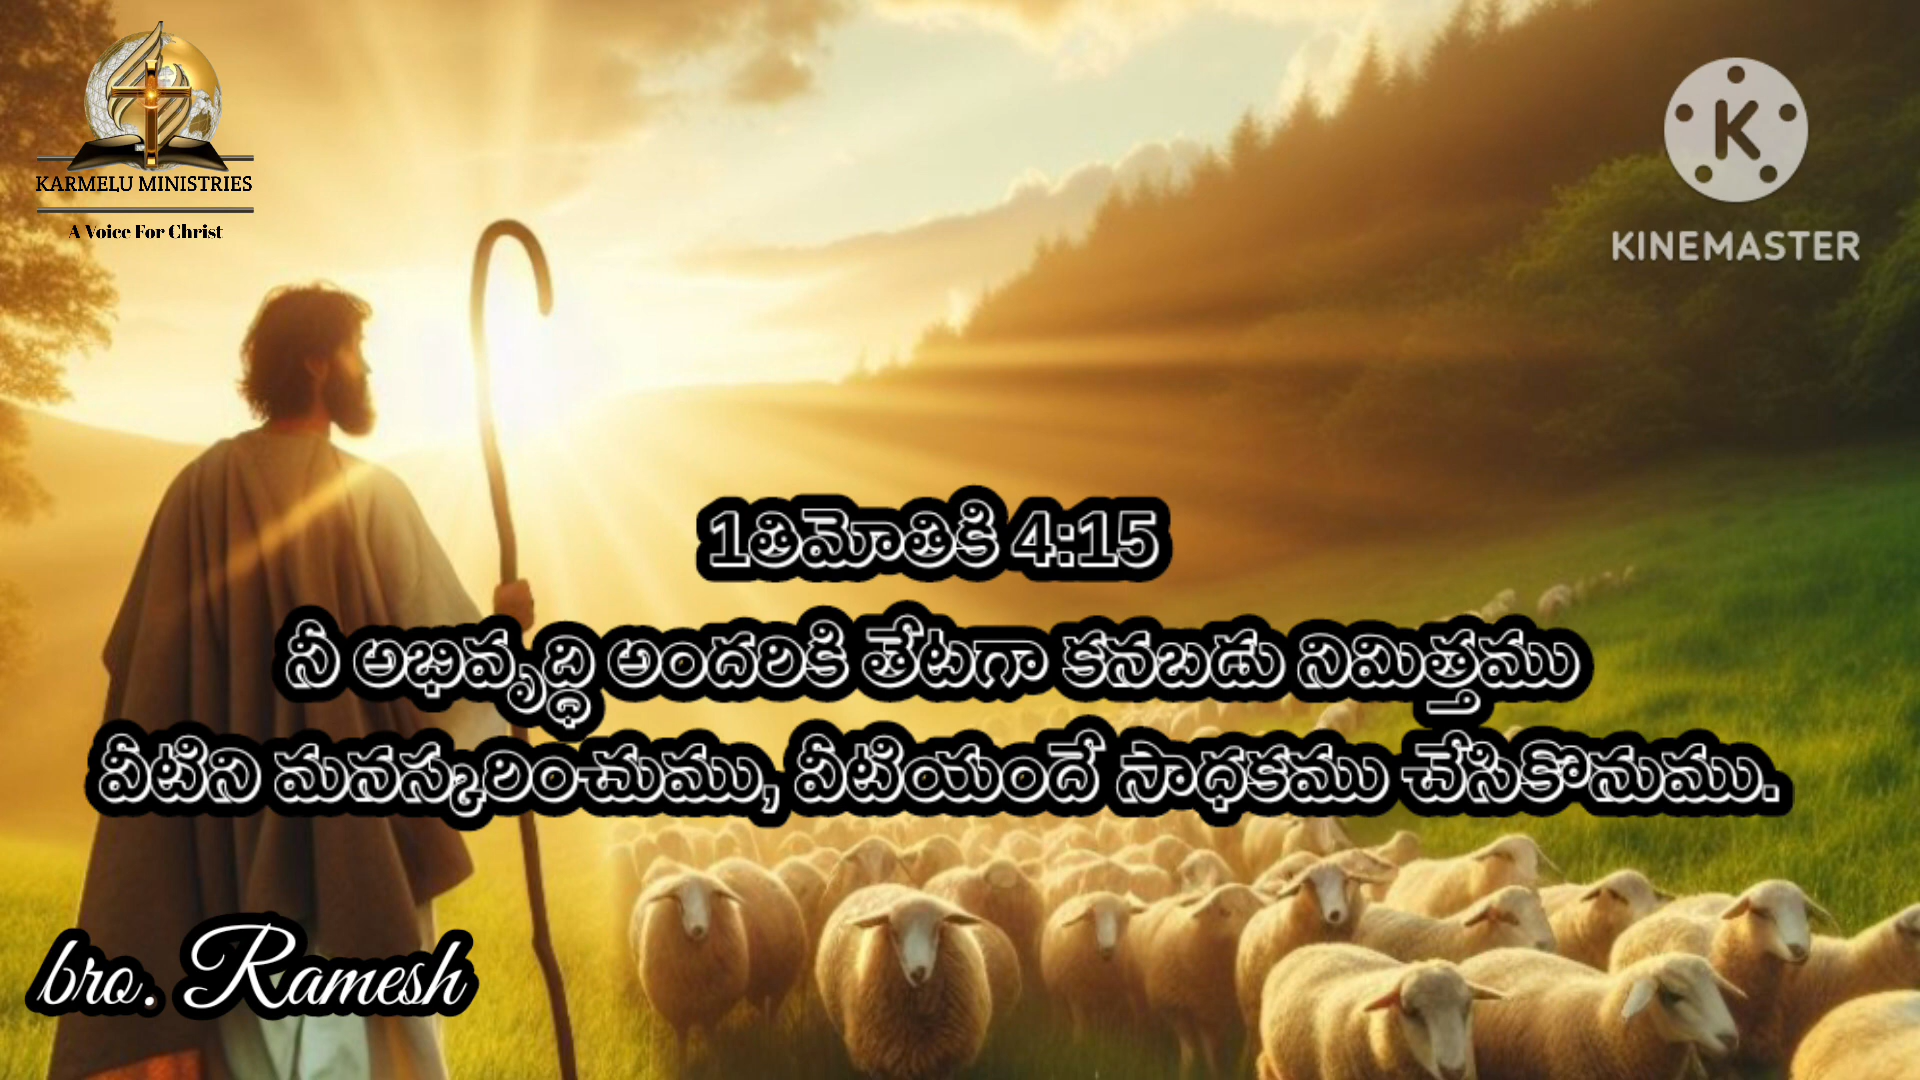 KARMELU MINISTRIES
A Voice For Christ
KINEMASTER
1తిమోతికి 4:15
నీ అభివృద్ధి అందరికి తేటగా కనబడు నిమిత్తము
వీటిని మనస్కరించుము, వీటియందే సాధకము చేసికొనుము.
bro. Ramesh